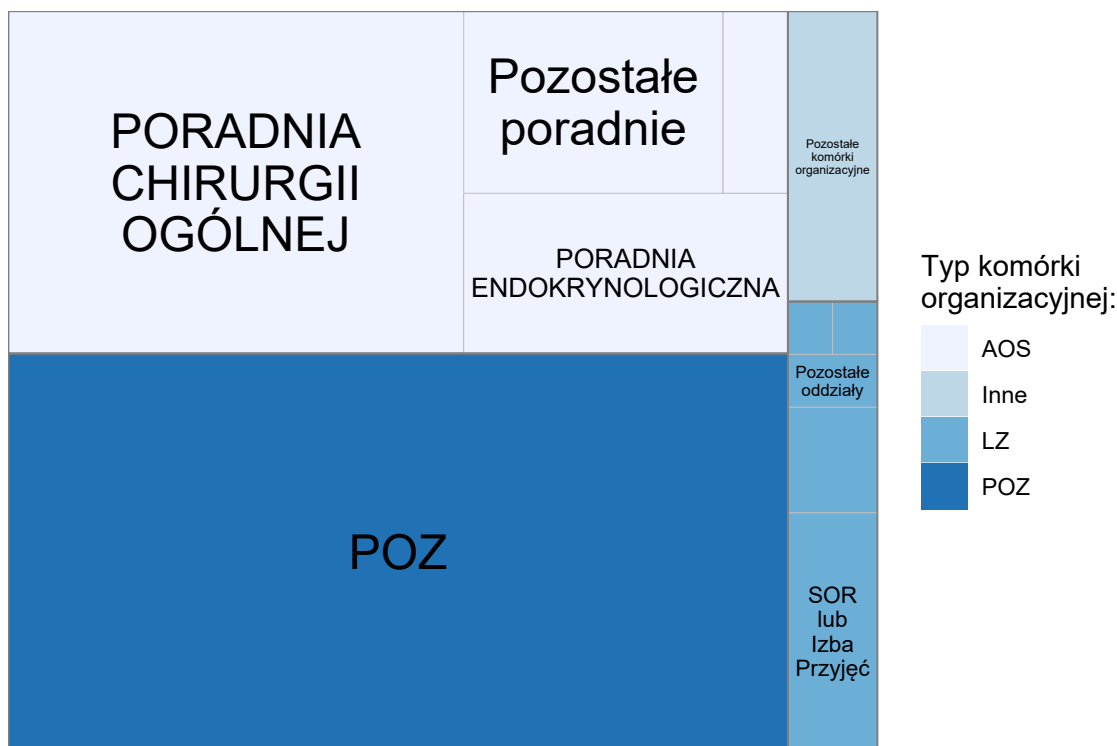 PORADNIA
CHIRURGII
OGÓLNEJ
Pozostałe
poradnie
PORADNIA
ENDOKRYNOLOGICZNA
Pozostałe
komórki
organizacyjne
Pozostałe
oddziały
POZ
SOR
lub
Izba
Przyjęć
Typ komórki
organizacyjnej:
AOS
Inne
LZ
POZ